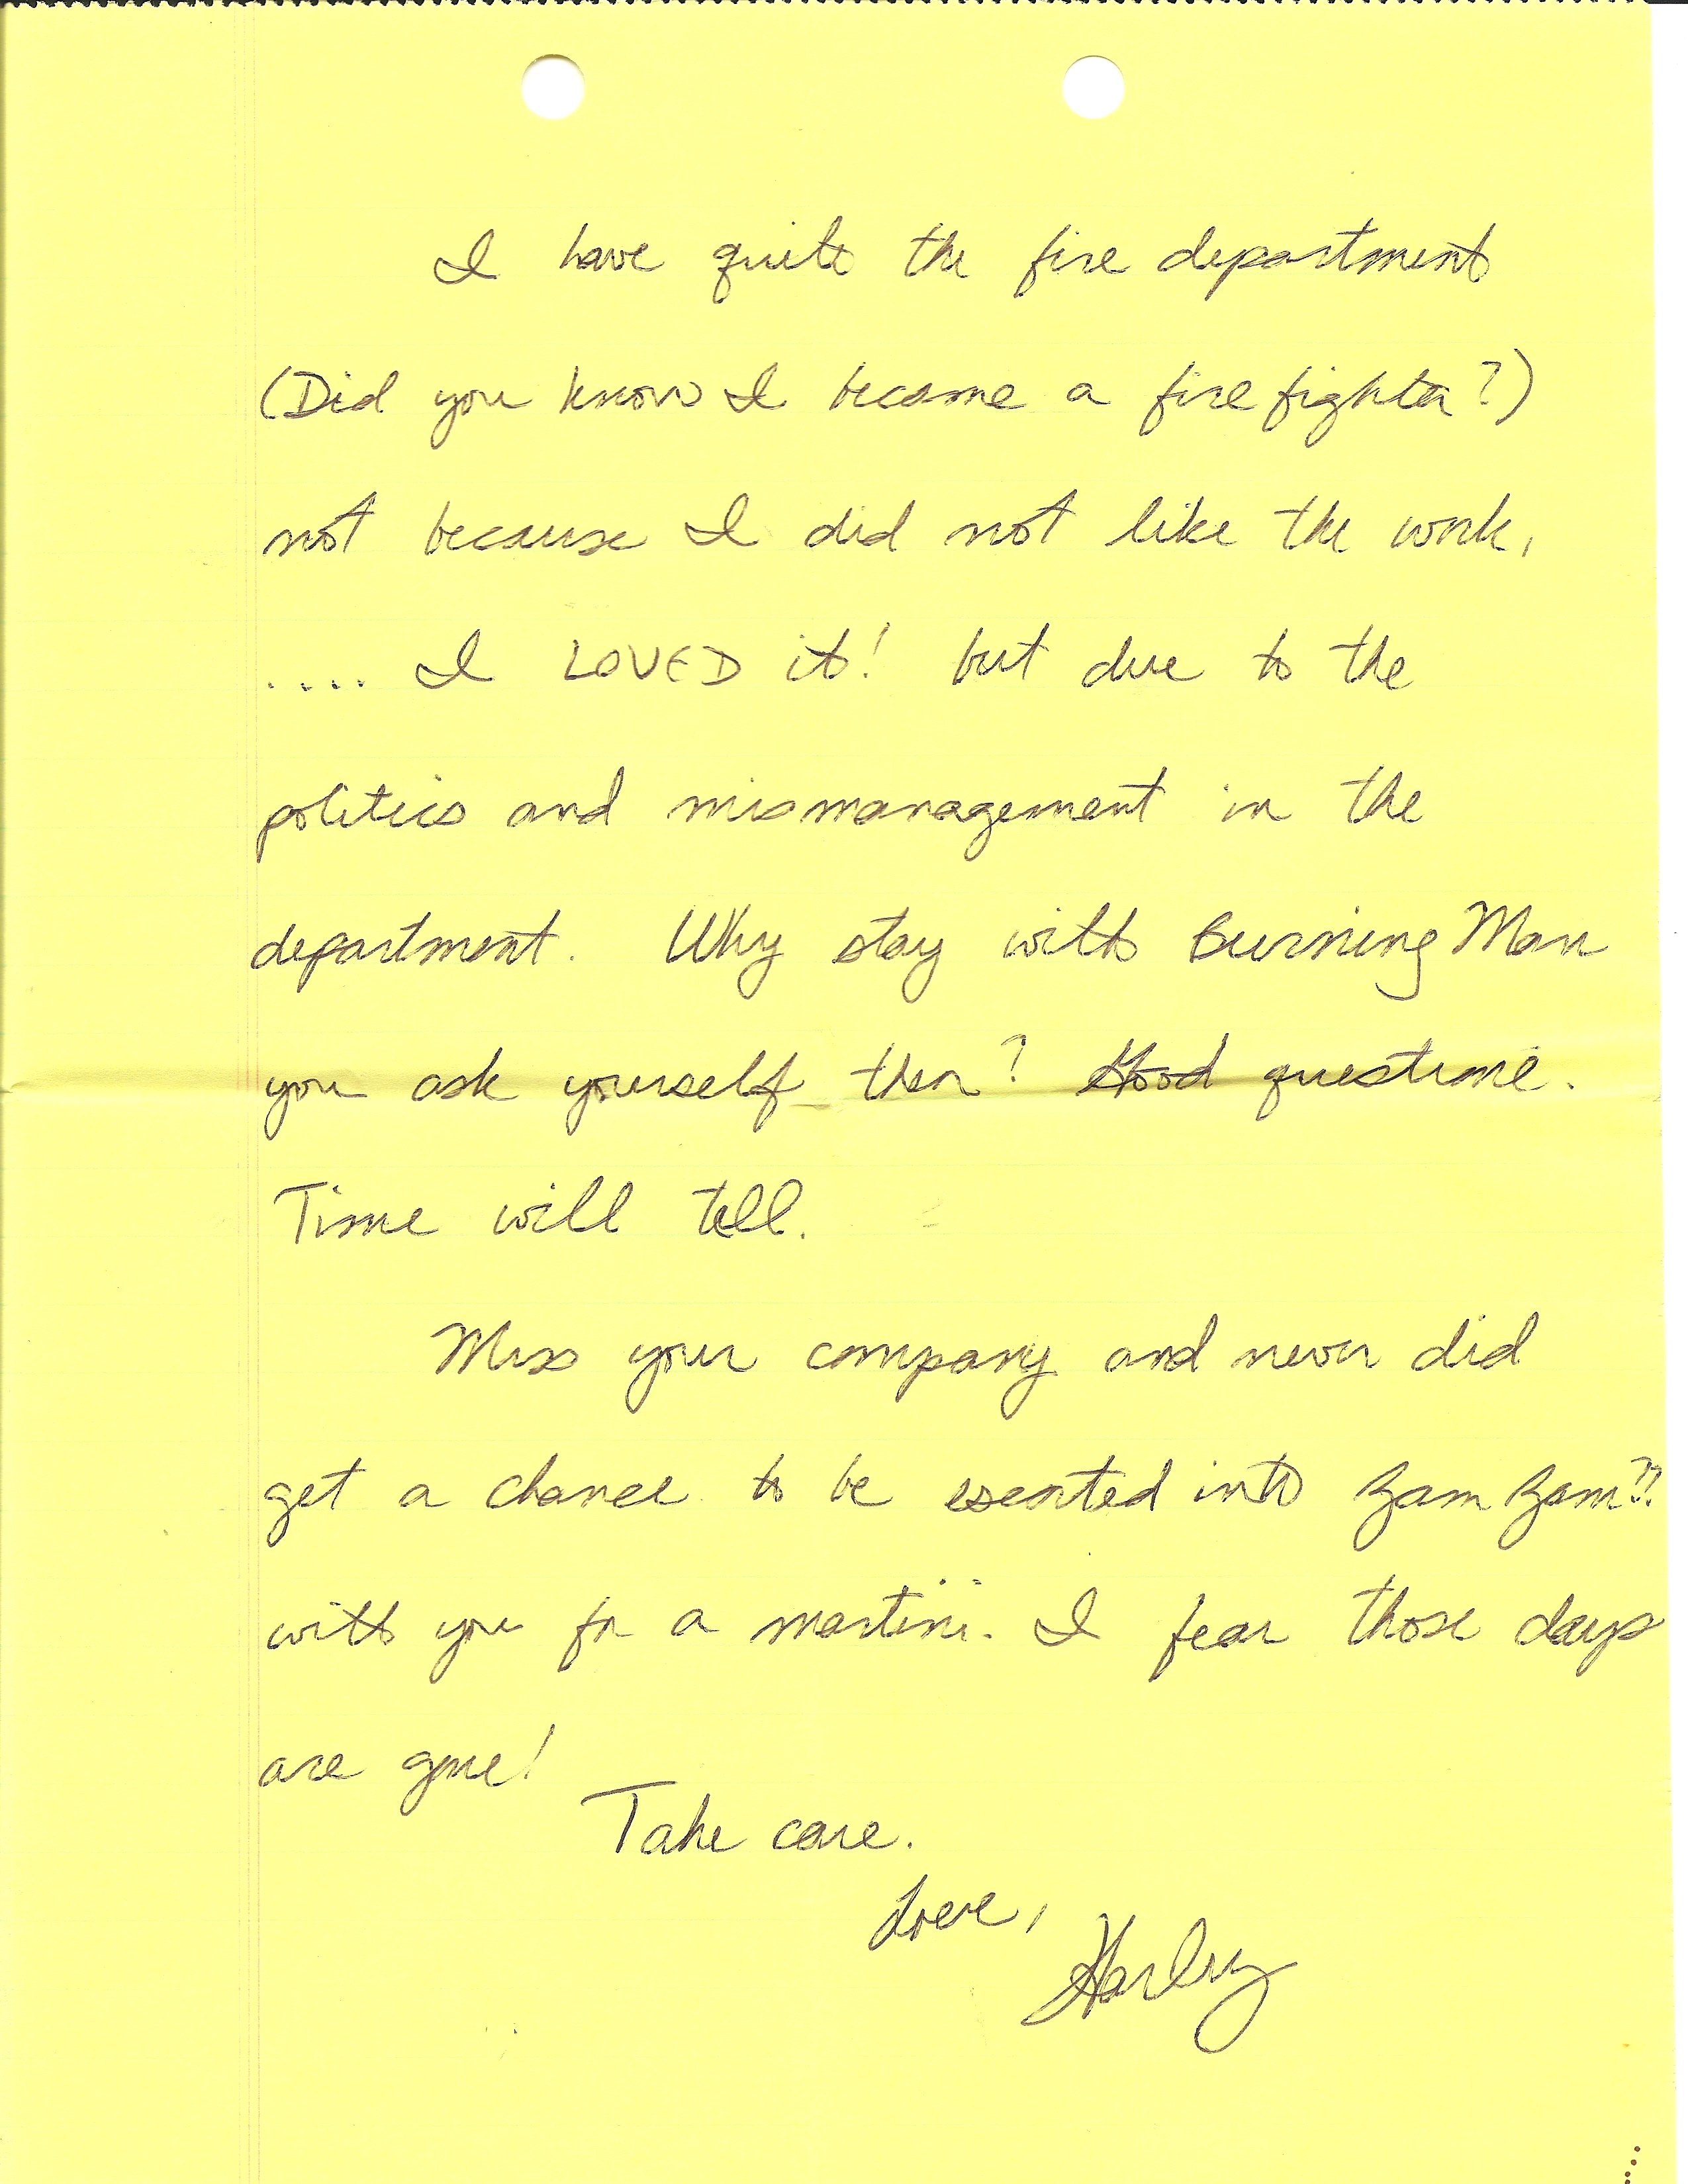 I have quite the fire department
(Did you know I became a fire fighter?)
not because I did not like the work,
.... I LOVED it! but due to the
politics and mismanagement in the
department. Why stay with Burning Man
you ask yourself then? Good questione.
Time will tell.
Miss your company and never did
get a chance to be escorted into Zam Zam??
with you for a martini. I fear those days
are gone!
Take care.
Love,
Harley